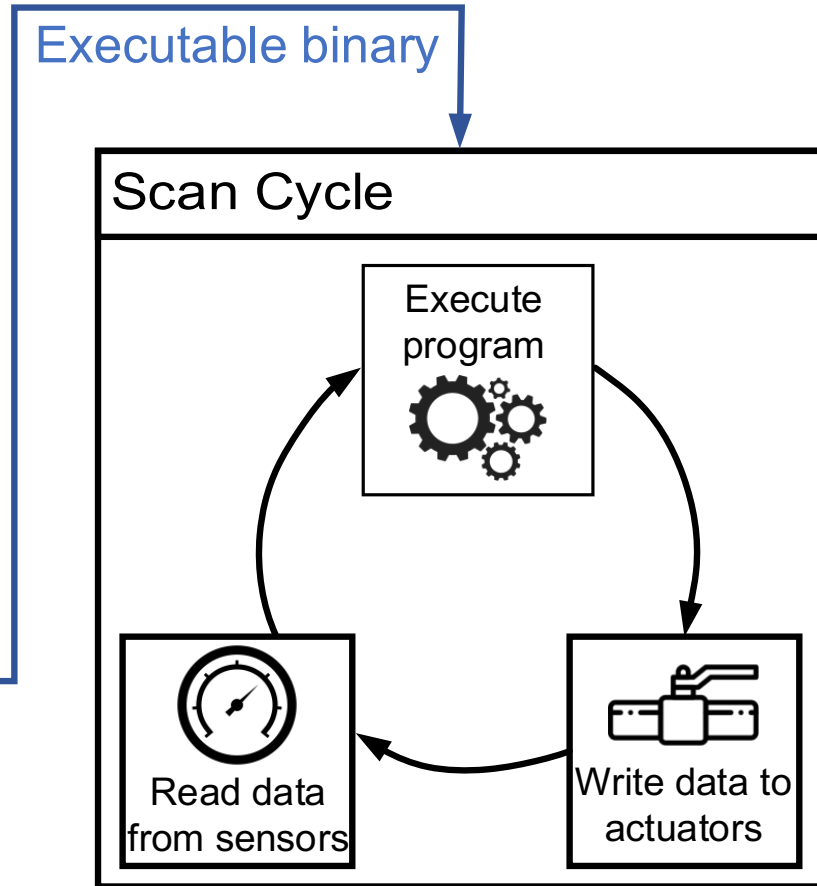 Executable binary
Scan Cycle
Execute
program
Read data
from sensors
Write data to
actuators